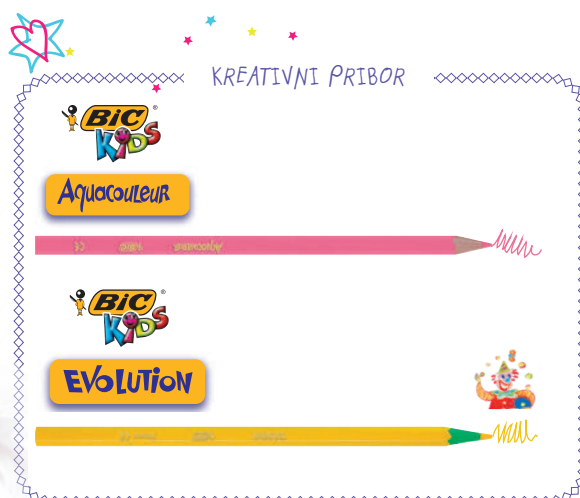 KREATIVNI PRIBOR
BIC
KIDS
AQUACOULEUR
BIC
KIDS
EVOLUTION